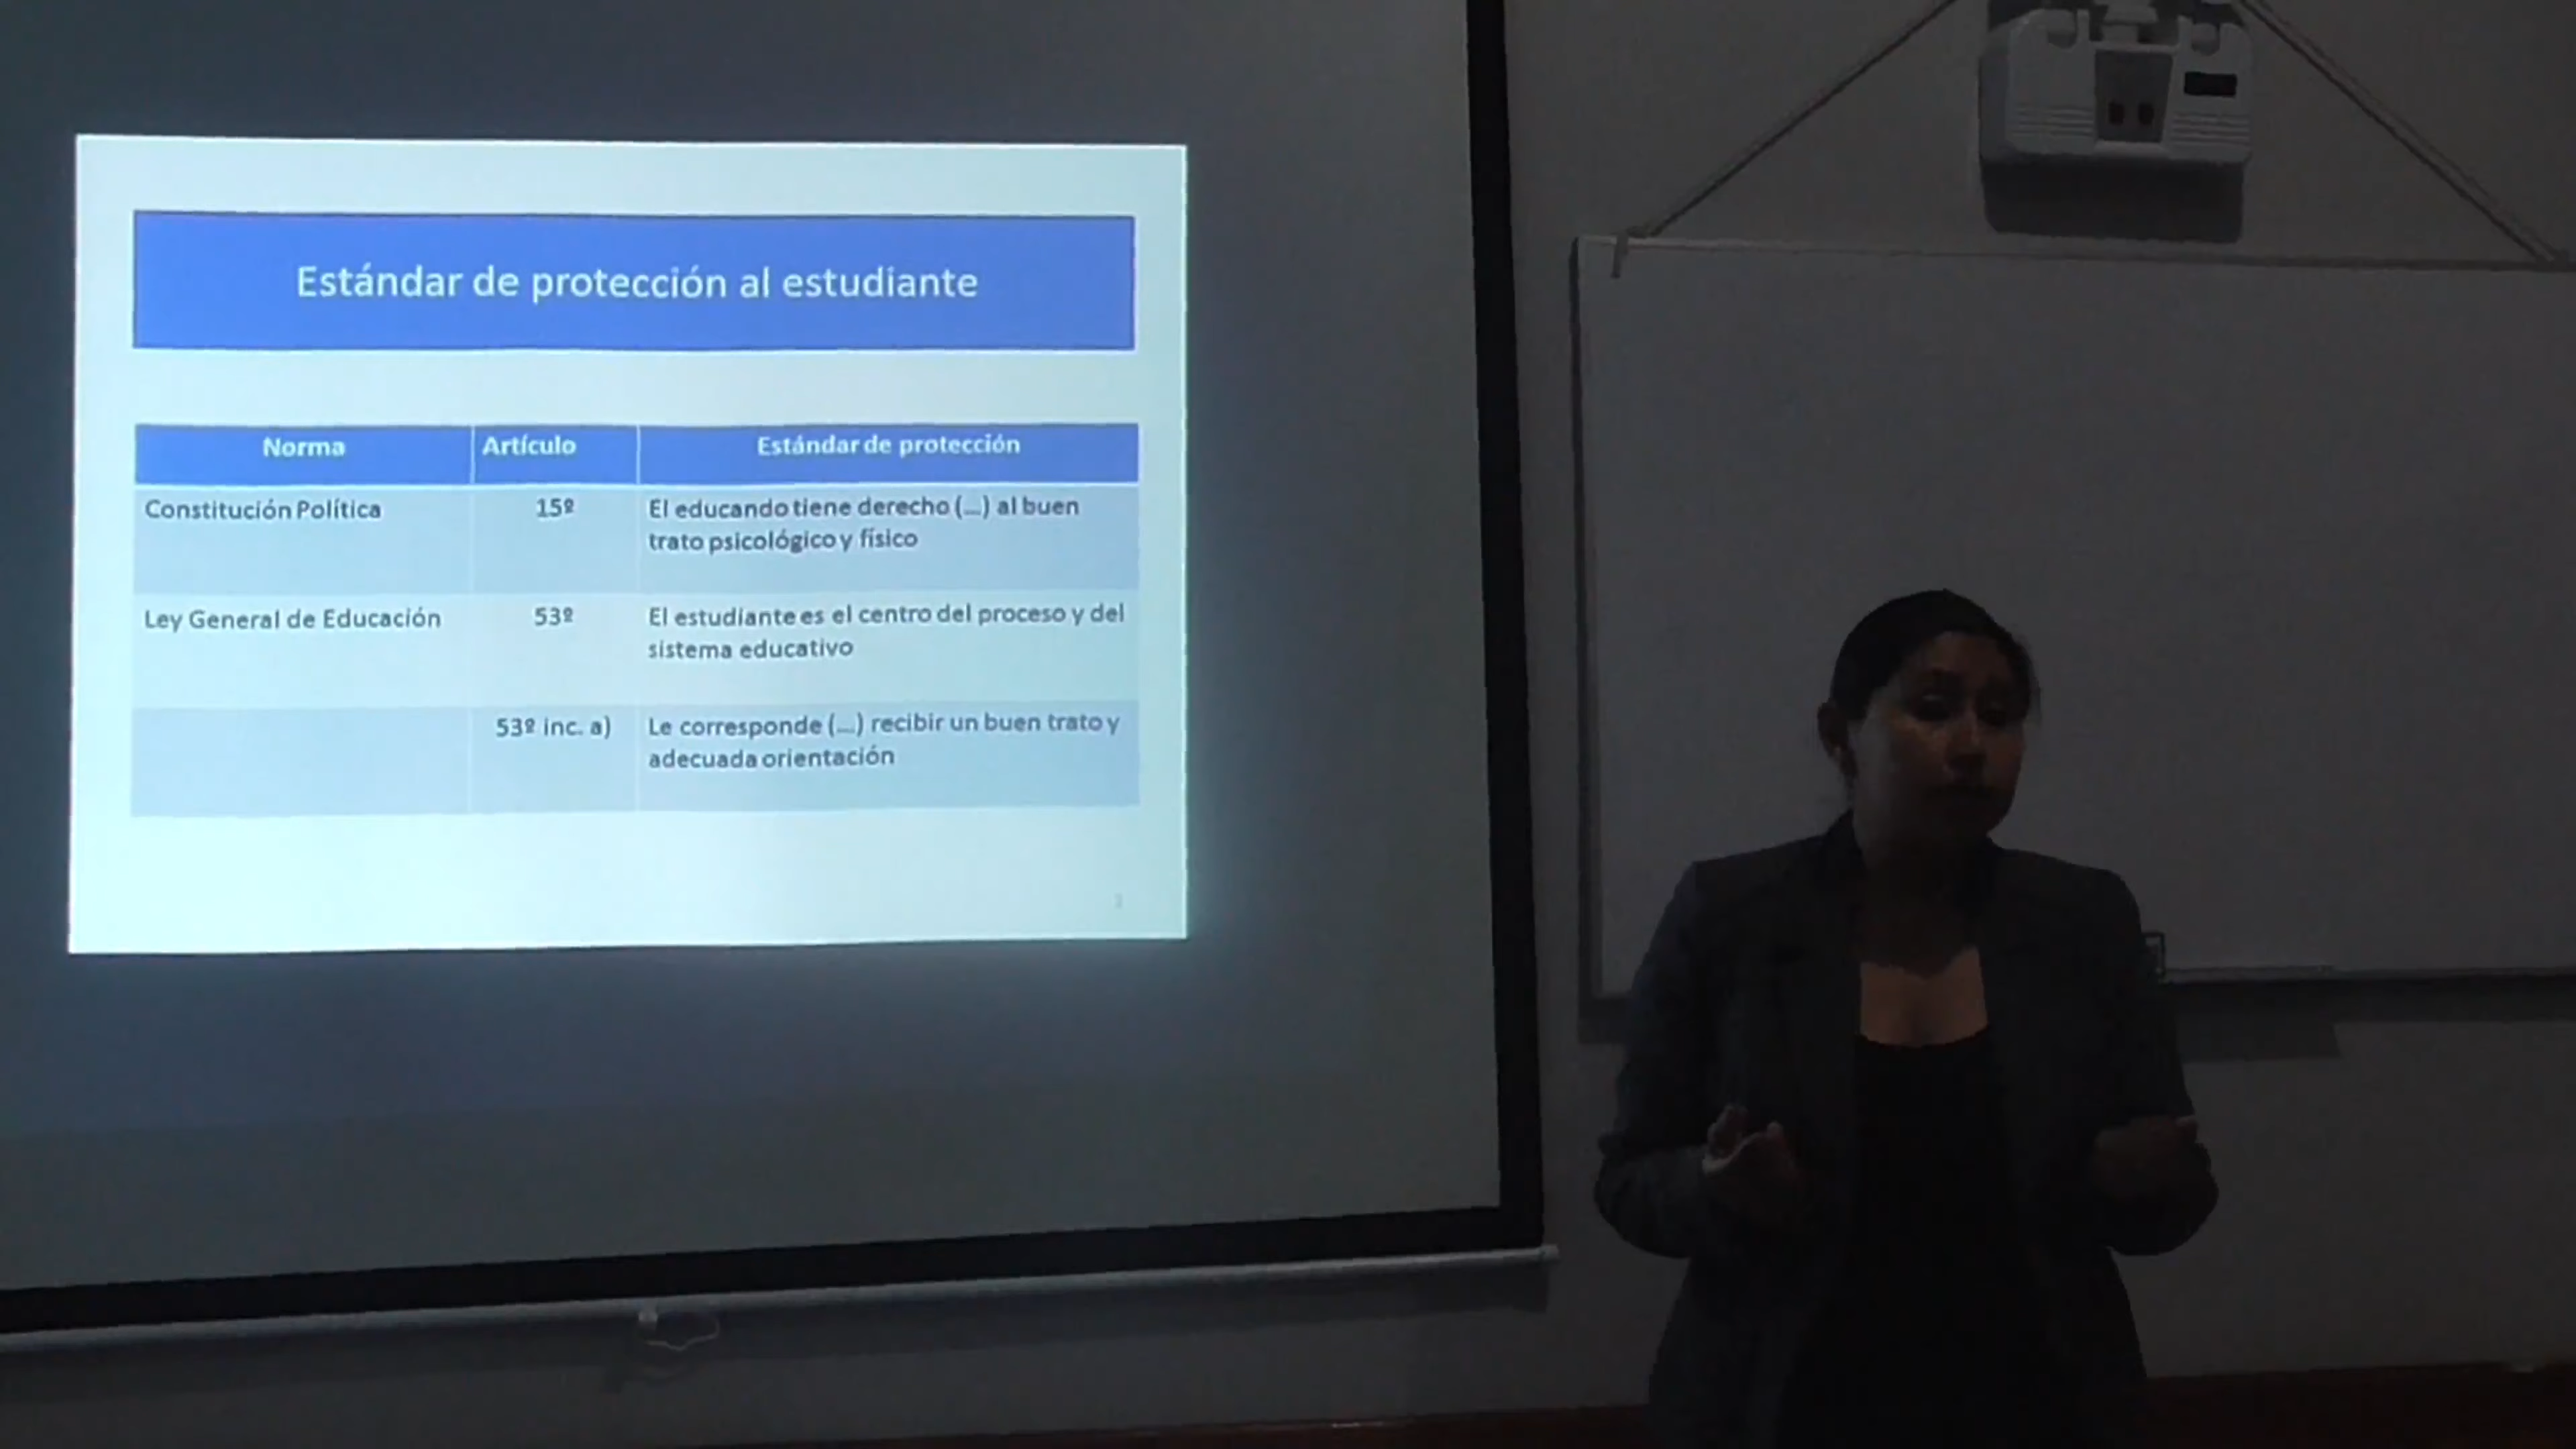 Estándar de protección al estudiante
Norma Artículo Estándar de protección
Constitución Política 15º El educando tiene derecho (...) al buen
trato psicológico y físico
Ley General de Educación 53º El estudiante es el centro del proceso y del
sistema educativo
53º inc. a) Le corresponde (...) recibir un buen trato y
adecuada orientación